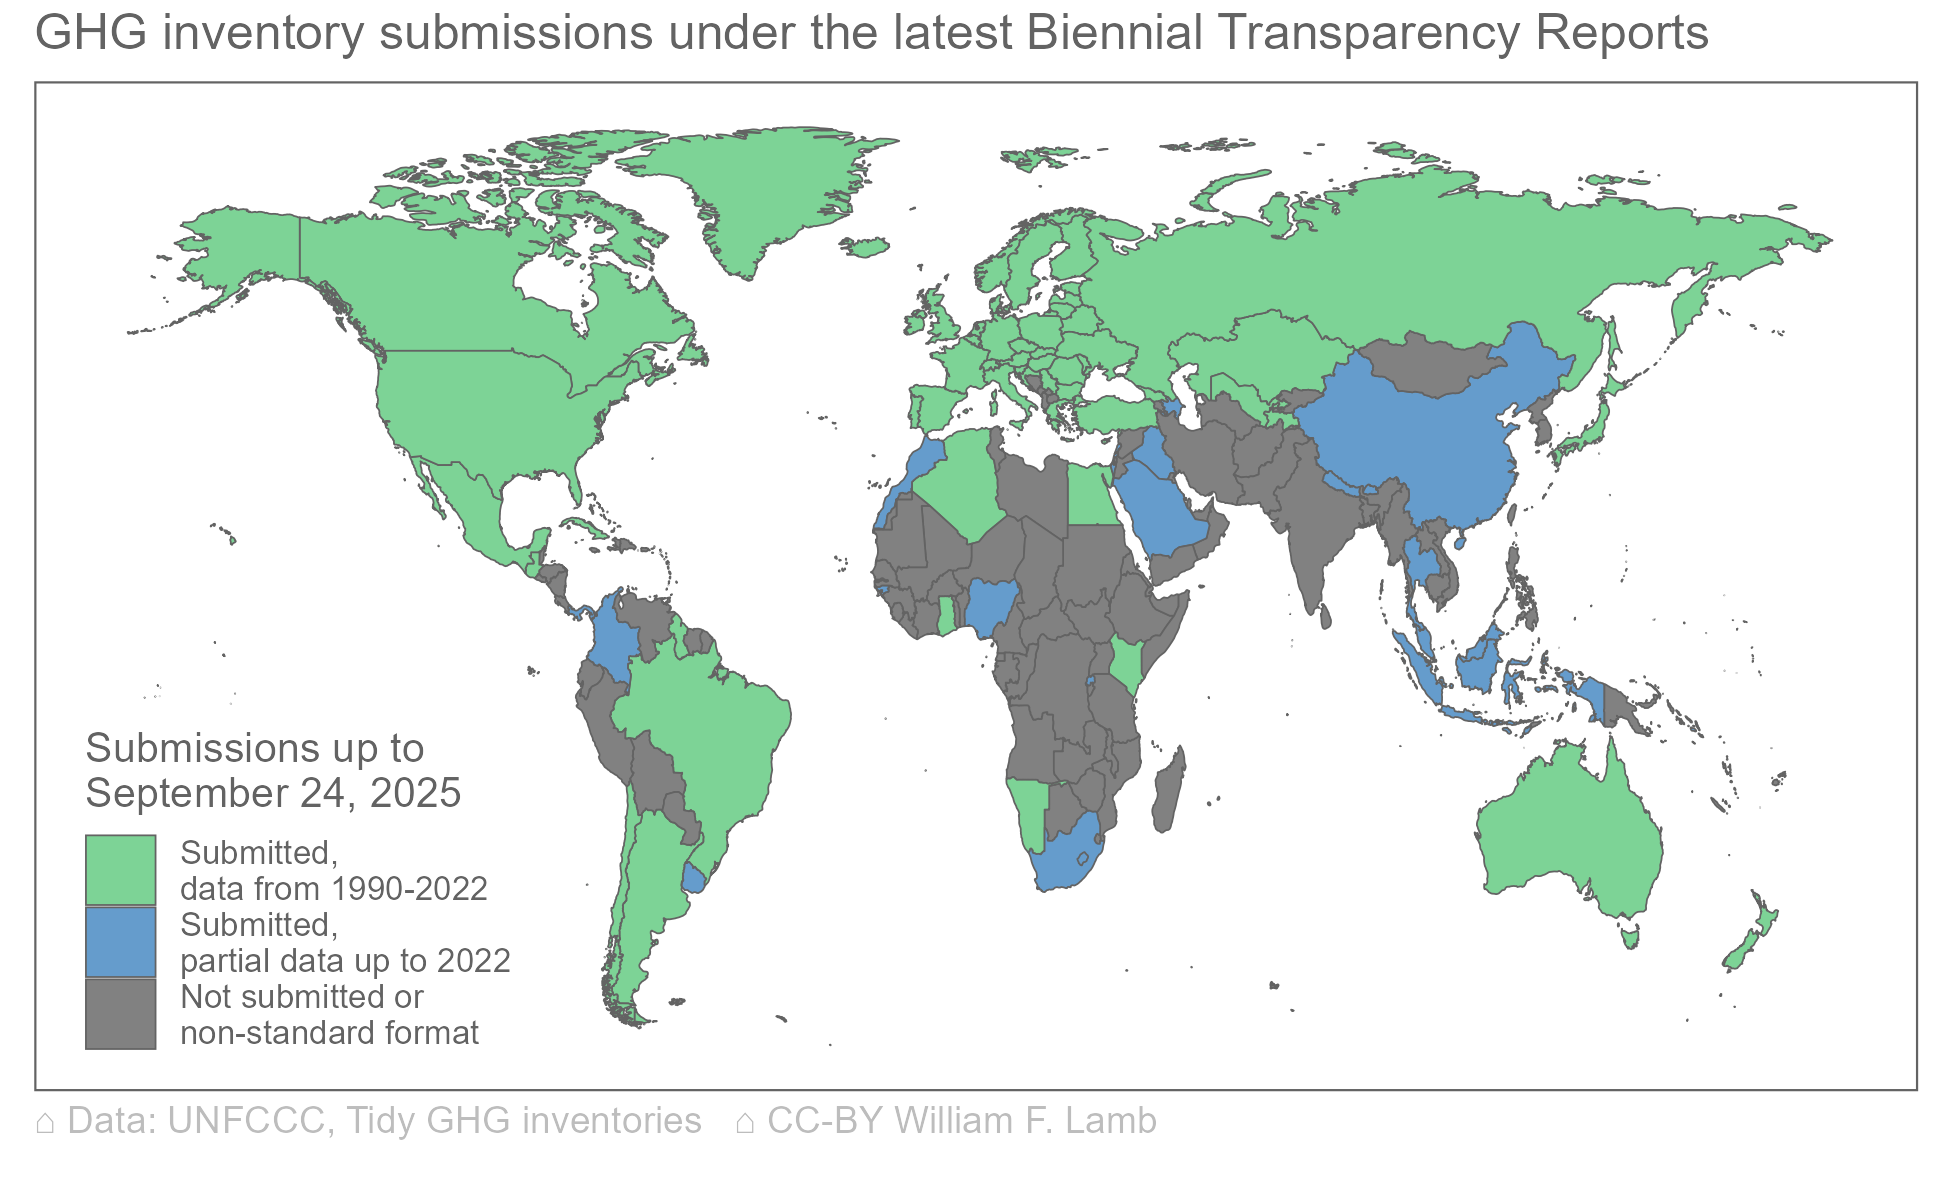 GHG inventory submissions under the latest Biennial Transparency Reports
Submissions up to
September 24, 2025
Submitted,
data from 1990-2022
Submitted,
partial data up to 2022
Not submitted or
non-standard format
⌂ Data: UNFCCC, Tidy GHG inventories ⌂ CC-BY William F. Lamb